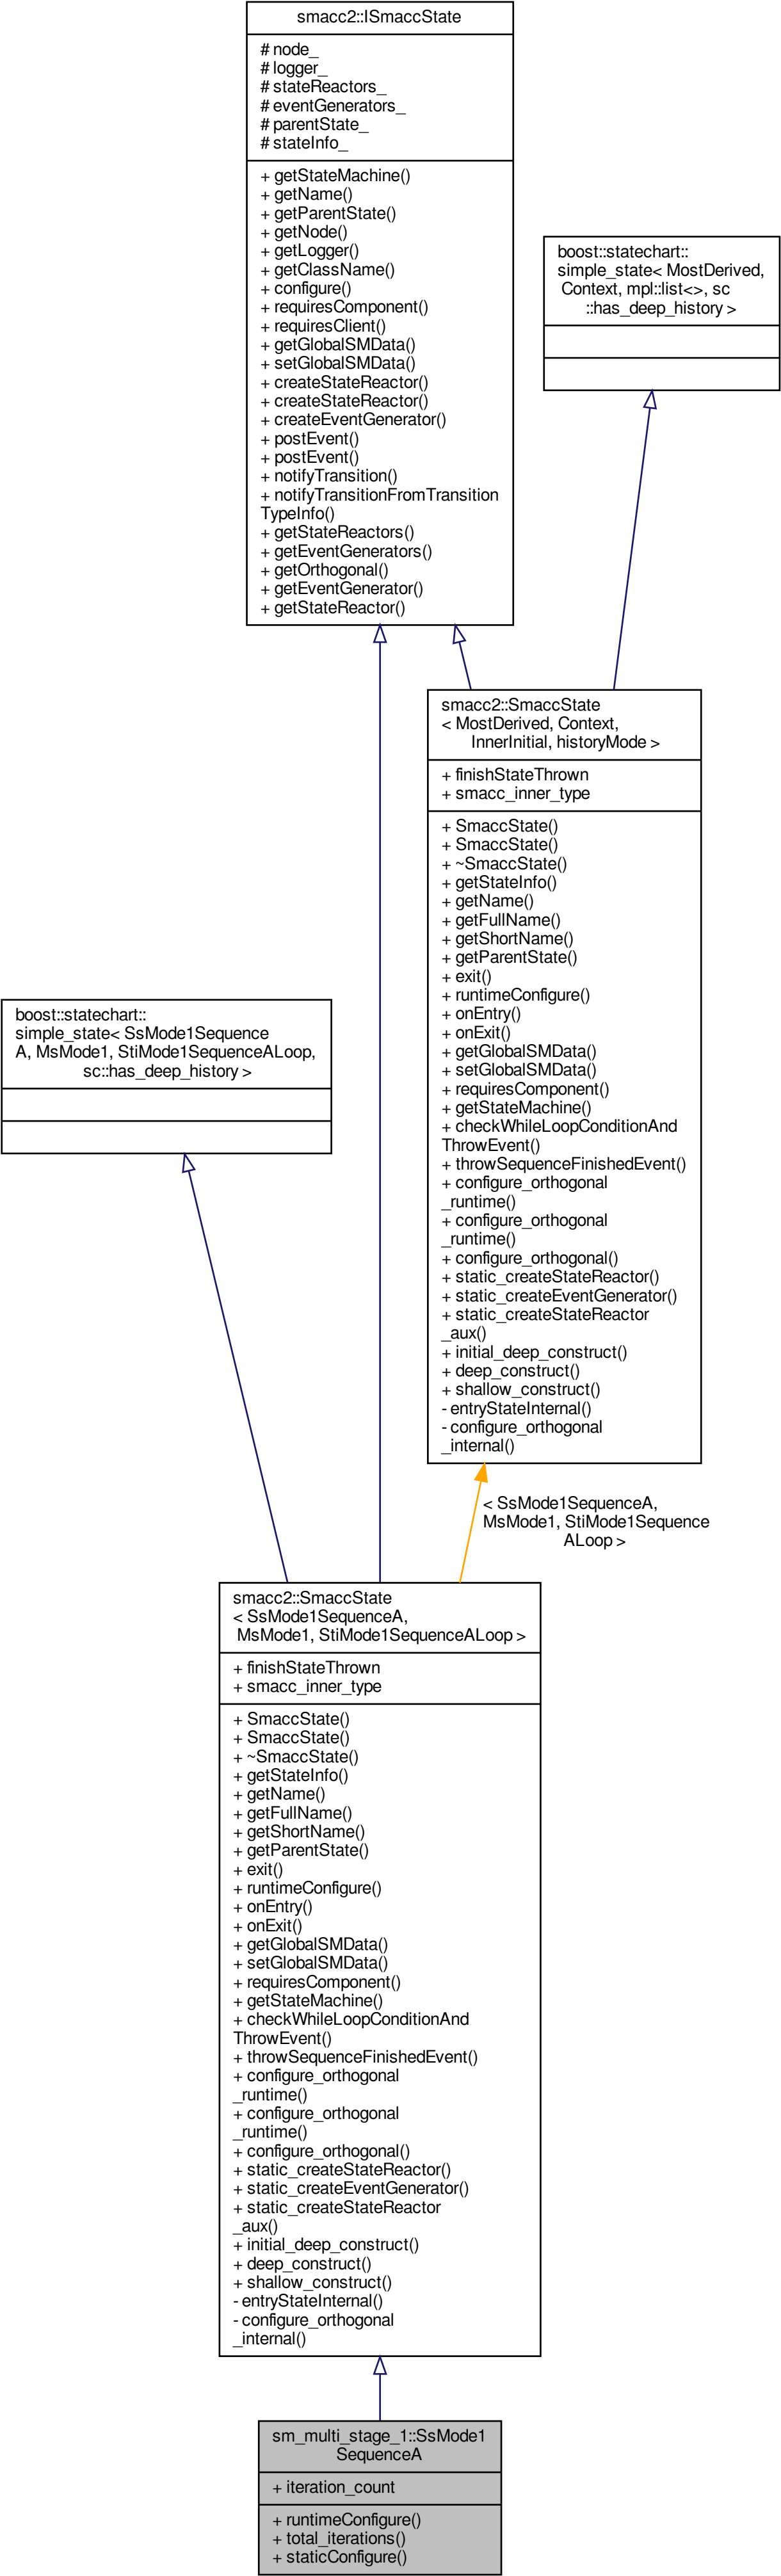 smacc2::ISmaccState
# node_
# logger_
# stateReactors_
# eventGenerators_
# parentState_
# stateInfo_
+ getStateMachine()
+ getName()
+ getParentState()
+ getNode()
+ getLogger()
+ getClassName()
+ configure()
+ requiresComponent()
+ requiresClient()
+ getGlobalSMData()
+ setGlobalSMData()
+ createStateReactor()
+ createStateReactor()
+ createEventGenerator()
+ postEvent()
+ postEvent()
+ notifyTransition()
+ notifyTransitionFromTransition
TypeInfo()
+ getStateReactors()
+ getEventGenerators()
+ getOrthogonal()
+ getEventGenerator()
+ getStateReactor()
boost::statechart::
simple_state< MostDerived,
Context, mpl::list<>, sc
::has_deep_history >
smacc2::SmaccState
< MostDerived, Context,
InnerInitial, historyMode >
+ finishStateThrown
+ smacc_inner_type
+ SmaccState()
+ SmaccState()
+ ~SmaccState()
+ getStateInfo()
+ getName()
+ getFullName()
+ getShortName()
+ getParentState()
+ exit()
+ runtimeConfigure()
+ onEntry()
+ onExit()
+ getGlobalSMData()
+ setGlobalSMData()
+ requiresComponent()
+ getStateMachine()
+ checkWhileLoopConditionAnd
ThrowEvent()
+ throwSequenceFinishedEvent()
+ configure_orthogonal
_runtime()
+ configure_orthogonal
_runtime()
+ configure_orthogonal()
+ static_createStateReactor()
+ static_createEventGenerator()
+ static_createStateReactor
_aux()
+ initial_deep_construct()
+ deep_construct()
+ shallow_construct()
- entryStateInternal()
- configure_orthogonal
_internal()
boost::statechart::
simple_state< SsMode1Sequence
A, MsMode1, StiMode1SequenceALoop,
sc::has_deep_history >
< SsMode1SequenceA,
MsMode1, StiMode1Sequence
ALoop >
smacc2::SmaccState
< SsMode1SequenceA,
MsMode1, StiMode1SequenceALoop >
+ finishStateThrown
+ smacc_inner_type
+ SmaccState()
+ SmaccState()
+ ~SmaccState()
+ getStateInfo()
+ getName()
+ getFullName()
+ getShortName()
+ getParentState()
+ exit()
+ runtimeConfigure()
+ onEntry()
+ onExit()
+ getGlobalSMData()
+ setGlobalSMData()
+ requiresComponent()
+ getStateMachine()
+ checkWhileLoopConditionAnd
ThrowEvent()
+ throwSequenceFinishedEvent()
+ configure_orthogonal
_runtime()
+ configure_orthogonal
_runtime()
+ configure_orthogonal()
+ static_createStateReactor()
+ static_createEventGenerator()
+ static_createStateReactor
_aux()
+ initial_deep_construct()
+ deep_construct()
+ shallow_construct()
- entryStateInternal()
- configure_orthogonal
_internal()
sm_multi_stage_1::SsMode1
SequenceA
+ iteration_count
+ runtimeConfigure()
+ total_iterations()
+ staticConfigure()